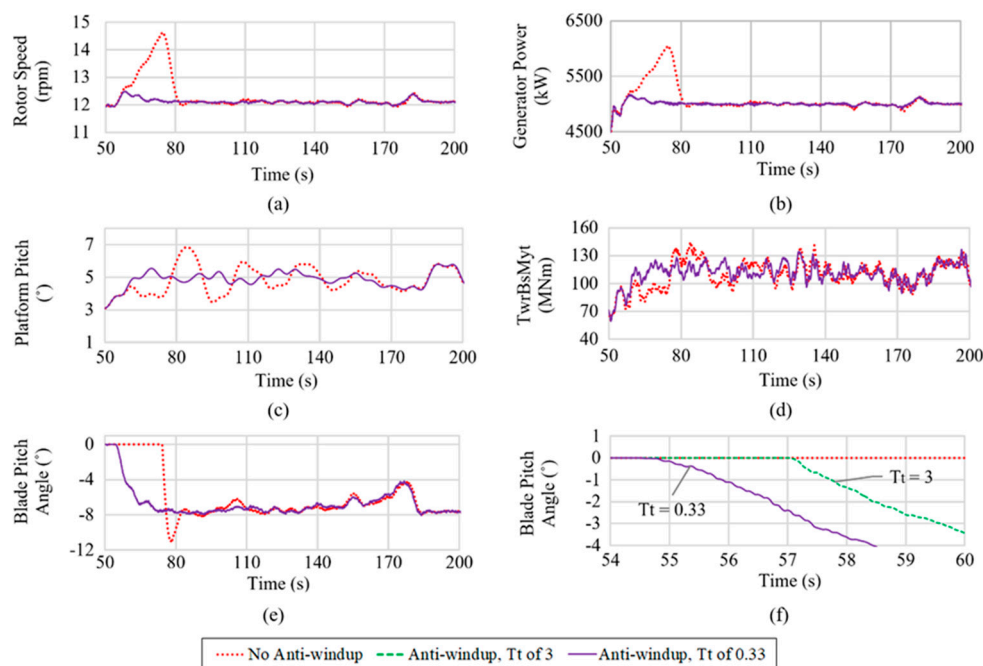 15
14
13
12
11
Rotor Speed
(rpm)
50 80 110 140 170 200
Time (s)
(a)
6500
5500
4500
Generator Power
(kW)
50 80 110 140 170 200
Time (s)
(b)
7
5
3
1
Platform Pitch
(°)
50 80 110 140 170 200
Time (s)
(c)
160
130
100
70
40
TwrBsMyt
(MNm)
50 80 110 140 170 200
Time (s)
(d)
0
-4
-8
-12
Blade Pitch
Angle (°)
50 80 110 140 170 200
Time (s)
(e)
1
0
-1
-2
-3
-4
Blade Pitch
Angle (°)
Tt = 0.33
Tt = 3
54 55 56 57 58 59 60
Time (s)
(f)
No Anti-windup Anti-windup, Tt of 3 Anti-windup, Tt of 0.33